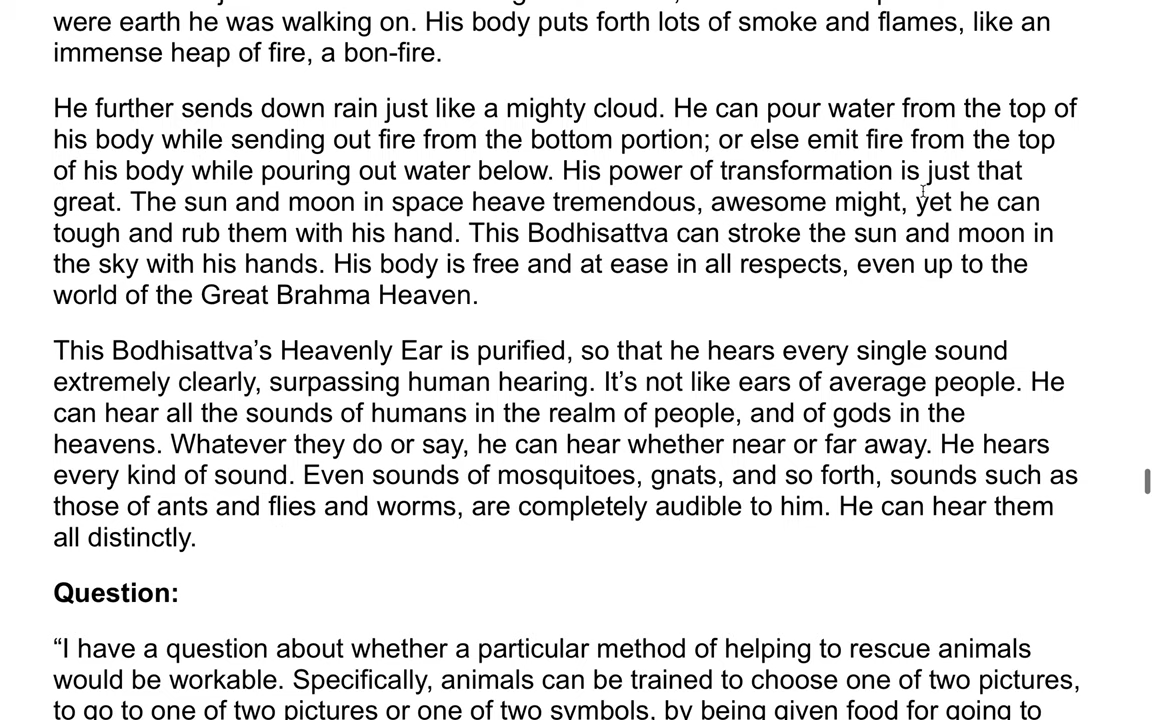 were earth he was walking on. His body puts forth lots of smoke and flames, like an
immense heap of fire, a bon-fire.
He further sends down rain just like a mighty cloud. He can pour water from the top of
his body while sending out fire from the bottom portion; or else emit fire from the top
of his body while pouring out water below. His power of transformation is just that
great. The sun and moon in space heave tremendous, awesome might, yet he can
tough and rub them with his hand. This Bodhisattva can stroke the sun and moon in
the sky with his hands. His body is free and at ease in all respects, even up to the
world of the Great Brahma Heaven.
This Bodhisattva’s Heavenly Ear is purified, so that he hears every single sound
extremely clearly, surpassing human hearing. It’s not like ears of average people. He
can hear all the sounds of humans in the realm of people, and of gods in the
heavens. Whatever they do or say, he can hear whether near or far away. He hears
every kind of sound. Even sounds of mosquitoes, gnats, and so forth, sounds such as
those of ants and flies and worms, are completely audible to him. He can hear them
all distinctly.
Question:
“I have a question about whether a particular method of helping to rescue animals
would be workable. Specifically, animals can be trained to choose one of two pictures,
to go to one of two pictures or one of two symbols, by being given food for going to